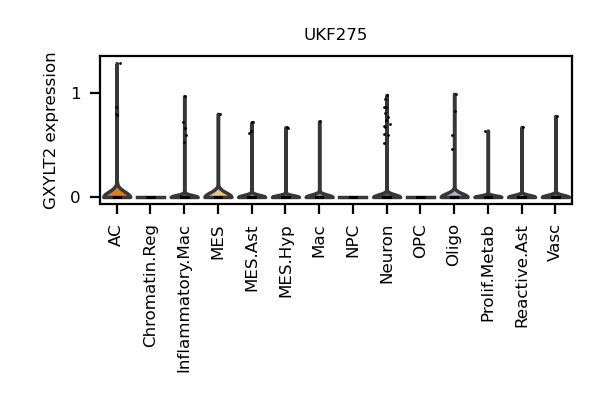 UKF275
GXYLT2 expression
1
0
AC
Chromatin.Reg
Inflammatory.Mac
MES
MES.Ast
MES.Hyp
Mac
NPC
Neuron
OPC
Oligo
Prolif.Metab
Reactive.Ast
Vasc